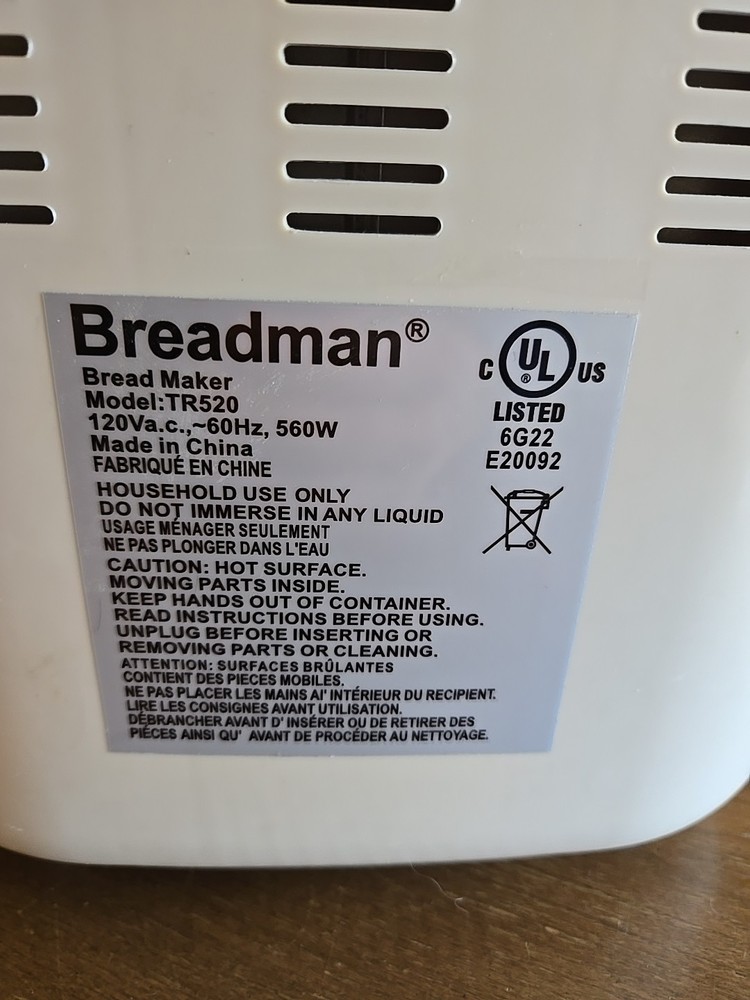 Breadman®
Bread Maker
Model:TR520
120Va.c.,~60Hz, 560W
Made in China
FABRIQUÉ EN CHINE
HOUSEHOLD USE ONLY
DO NOT IMMERSE IN ANY LIQUID
USAGE MÉNAGER SEULEMENT
NE PAS PLONGER DANS L'EAU
CAUTION: HOT SURFACE.
MOVING PARTS INSIDE.
KEEP HANDS OUT OF CONTAINER.
READ INSTRUCTIONS BEFORE USING.
UNPLUG BEFORE INSERTING OR
REMOVING PARTS OR CLEANING.
ATTENTION: SURFACES BRÛLANTES
CONTIENT DES PIECES MOBILES.
NE PAS PLACER LES MAINS AI' INTÉRIEUR DU RECIPIENT.
LIRE LES CONSIGNES AVANT UTILISATION.
DÉBRANCHER AVANT D' INSÉRER OU DE RETIRER DES
PIÉCES AINSI QU' AVANT DE PROCÉDER AU NETTOYAGE.
C UL® US
LISTED
6G22
E20092